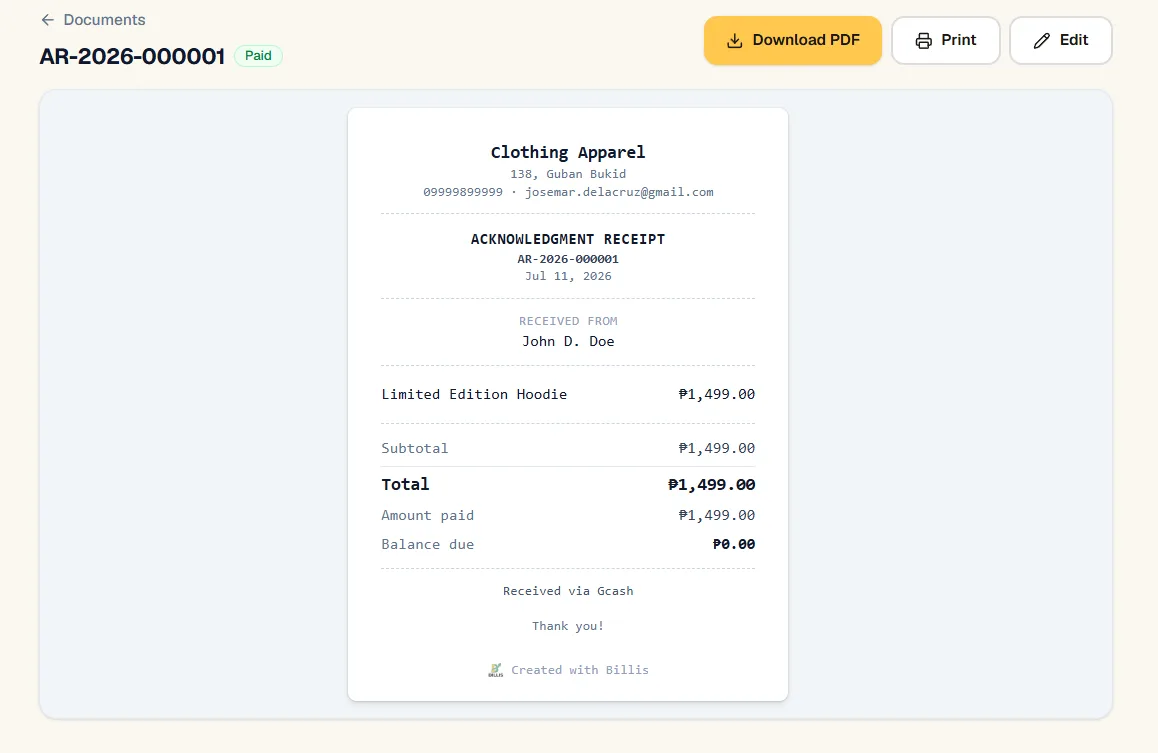 Documents
AR-2026-000001 Paid
Download PDF
Print
Edit
Clothing Apparel
138, Guban Bukid
09999899999 · josemar.delacruz@gmail.com
ACKNOWLEDGMENT RECEIPT
AR-2026-000001
Jul 11, 2026
RECEIVED FROM
John D. Doe
Limited Edition Hoodie ₱1,499.00
Subtotal ₱1,499.00
Total ₱1,499.00
Amount paid ₱1,499.00
Balance due ₱0.00
Received via Gcash
Thank you!
BILLIS Created with Billis